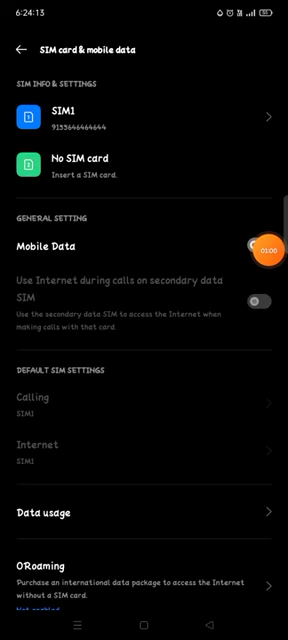 6:24:13
SIM card & mobile data
SIM INFO & SETTINGS
SIM1
9133646464644
No SIM card
Insert a SIM card.
GENERAL SETTING
Mobile Data
01:00
Use Internet during calls on secondary data
SIM
Use the secondary data SIM to access the Internet when
making calls with that card.
DEFAULT SIM SETTINGS
Calling
SIM1
Internet
SIM1
Data usage
ORoaming
Purchase an international data package to access the Internet
without a SIM card.
Not enabled